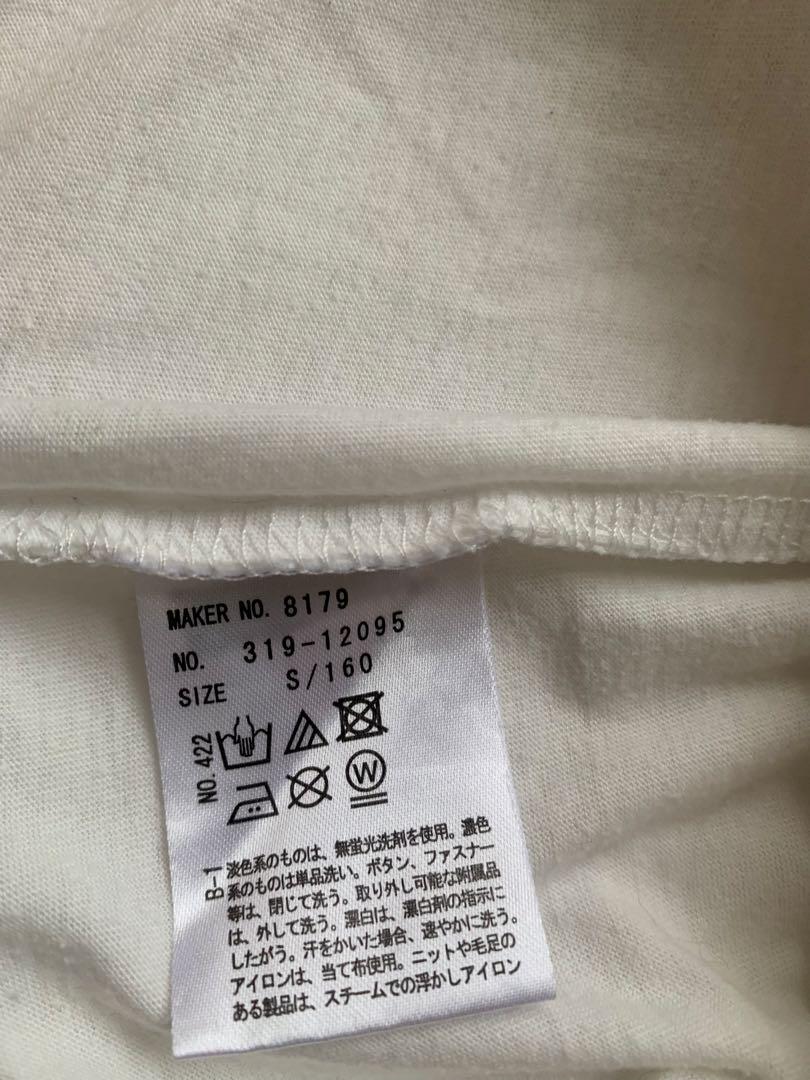 MAKER NO. 8179
NO. 319-12095
SIZE S/160
NO. 422
W
B-1
淡色系のものは、無蛍光洗剤を使用。濃色
系のものは単品洗い。ボタン、ファスナー
等は、閉じて洗う。取り外し可能な附属品
は、外して洗う。漂白は、漂白剤の指示に
したがう。汗をかいた場合、速やかに洗う。
アイロンは、当て布使用。ニットや毛足の
ある製品は、スチームでの浮かしアイロン